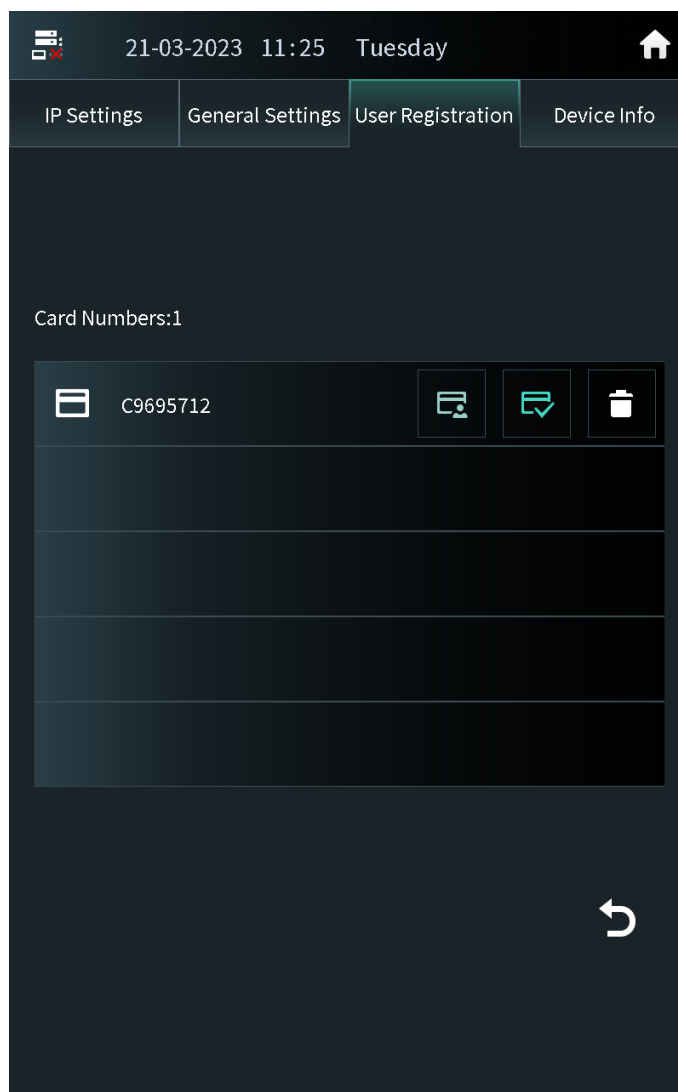 21-03-2023 11:25 Tuesday
IP Settings General Settings User Registration Device Info
Card Numbers:1
C9695712